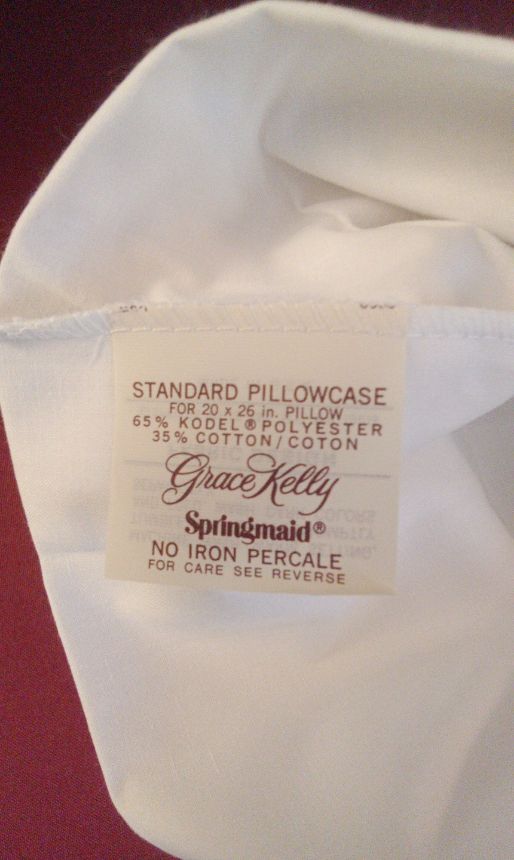 STANDARD PILLOWCASE
FOR 20 x 26 in. PILLOW
65% KODEL® POLYESTER
35% COTTON/COTON
Grace Kelly
Springmaid®
NO IRON PERCALE
FOR CARE SEE REVERSE